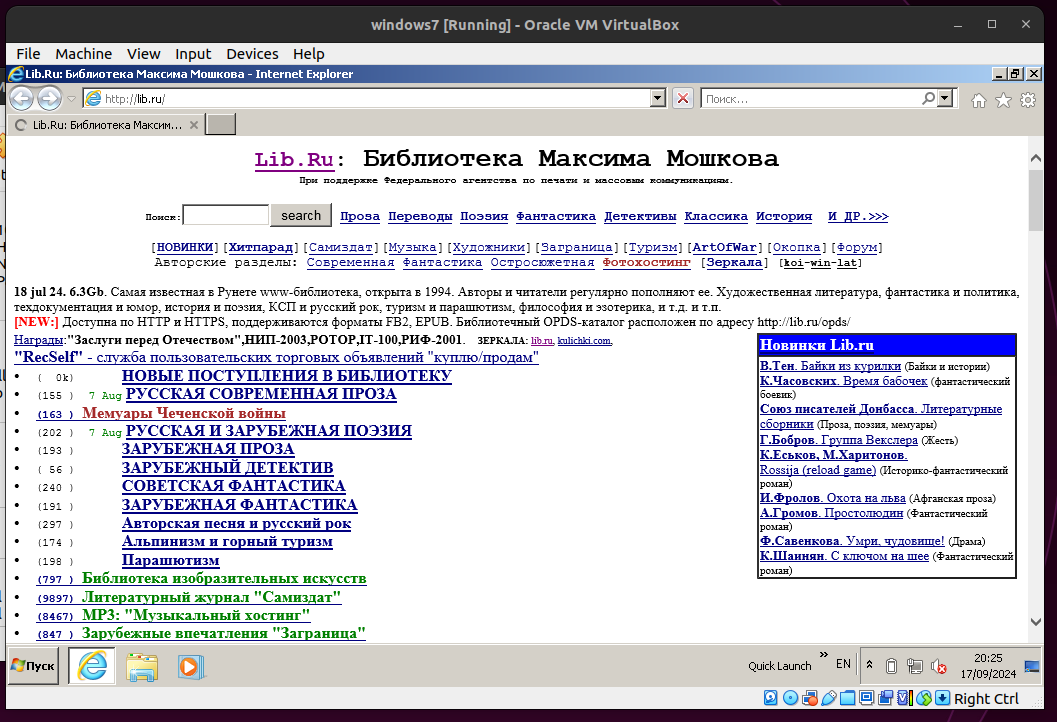 windows7 [Running] - Oracle VM VirtualBox
File Machine View Input Devices Help
Lib.Ru: Библиотека Максима Мошкова - Internet Explorer
http://lib.ru/
Поиск...
Lib.Ru: Библиотека Максим...
Lib.Ru: Библиотека Максима Мошкова
При поддержке Федерального агентства по печати и массовым коммуникациям.
Поиск: search Проза Переводы Поэзия Фантастика Детективы Классика История И ДР.>>>
[НОВИНКИ] [Хитпарад] [Самиздат] [Музыка] [Художники] [Заграница] [Туризм] [ArtOfWar] [Окопка] [Форум]
Авторские разделы: Современная Фантастика Остросюжетная Фотохостинг [Зеркала] [koi-win-lat]
18 jul 24. 6.3Gb. Самая известная в Рунете www-библиотека, открыта в 1994. Авторы и читатели регулярно пополняют ее. Художественная литература, фантастика и политика,
техдокументация и юмор, история и поэзия, КСП и русский рок, туризм и парашютизм, философия и эзотерика, и т.д. и т.п.
[NEW:] Доступна по HTTP и HTTPS, поддерживаются форматы FB2, EPUB. Библиотечный OPDS-каталог расположен по адресу http://lib.ru/opds/
Награды:"Заслуги перед Отечеством",НИП-2003,РОТОР,IT-100,РИФ-2001. ЗЕРКАЛА: lib.ru, kulichki.com,
"RecSelf" - служба пользовательских торговых объявлений "куплю/продам"
• ( 0k) НОВЫЕ ПОСТУПЛЕНИЯ В БИБЛИОТЕКУ
• (155 ) 7 Aug РУССКАЯ СОВРЕМЕННАЯ ПРОЗА
• (163 ) Мемуары Чеченской войны
• (202 ) 7 Aug РУССКАЯ И ЗАРУБЕЖНАЯ ПОЭЗИЯ
• (193 ) ЗАРУБЕЖНАЯ ПРОЗА
• ( 56 ) ЗАРУБЕЖНЫЙ ДЕТЕКТИВ
• (240 ) СОВЕТСКАЯ ФАНТАСТИКА
• (191 ) ЗАРУБЕЖНАЯ ФАНТАСТИКА
• (297 ) Авторская песня и русский рок
• (174 ) Альпинизм и горный туризм
• (198 ) Парашютизм
• (797 ) Библиотека изобразительных искусств
• (9897) Литературный журнал "Самиздат"
• (8467) MP3: "Музыкальный хостинг"
• (847 ) Зарубежные впечатления "Заграница"
Новинки Lib.ru
В.Тен. Байки из курилки (Байки и истории)
К.Часовских. Время бабочек (фантастический
боевик)
Союз писателей Донбасса. Литературные
сборники (Проза, поэзия, мемуары)
Г.Бобров. Группа Векслера (Жесть)
К.Еськов, М.Харитонов.
Rossija (reload game) (Историко-фантастический
роман)
И.Фролов. Охота на льва (Афганская проза)
А.Громов. Простолюдин (Фантастический
роман)
Ф.Савенкова. Умри, чудовище! (Драма)
К.Шаинян. С ключом на шее (Фантастический
роман)
Пуск
Quick Launch » EN
20:25
17/09/2024
Right Ctrl